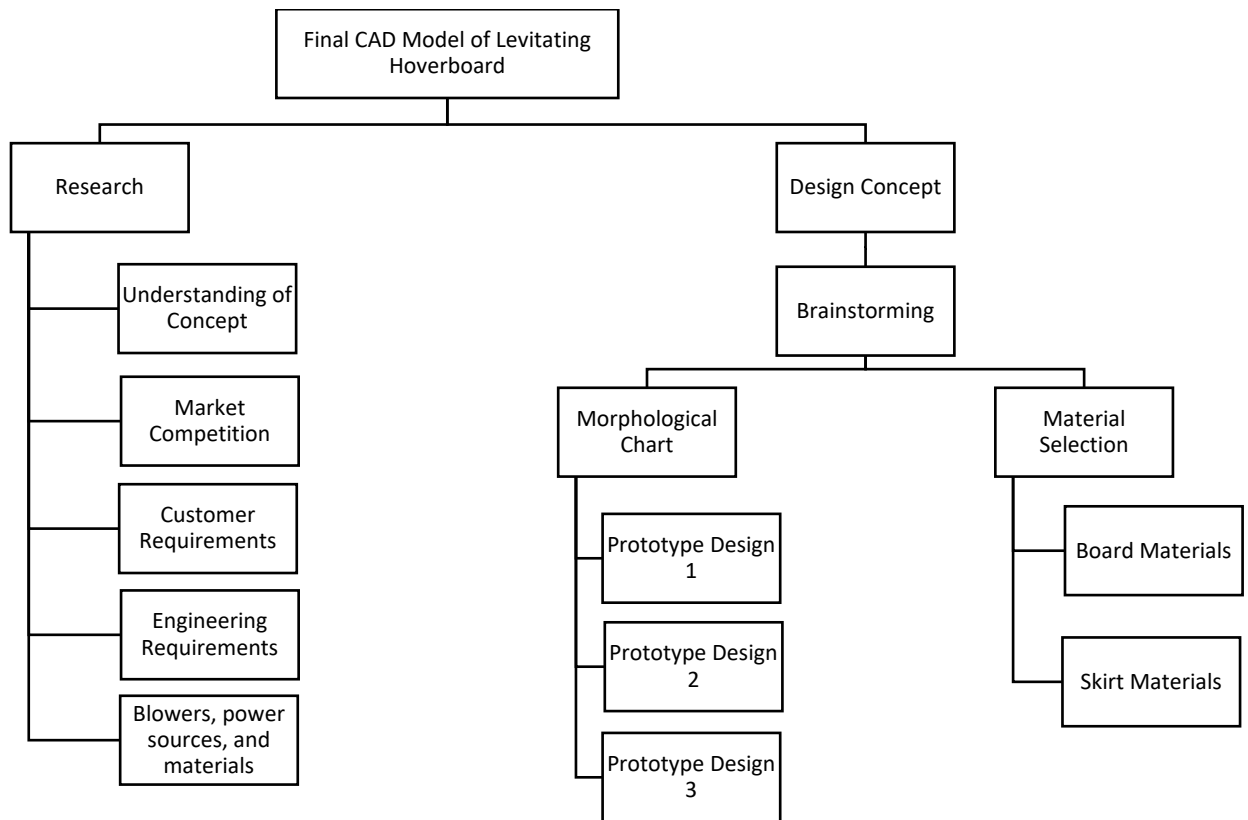 Final CAD Model of Levitating
Hoverboard
Research
Design Concept
Understanding of
Concept
Brainstorming
Market
Competition
Morphological
Chart
Material
Selection
Customer
Requirements
Prototype Design
1
Board Materials
Engineering
Requirements
Prototype Design
2
Skirt Materials
Blowers, power
sources, and
materials
Prototype Design
3